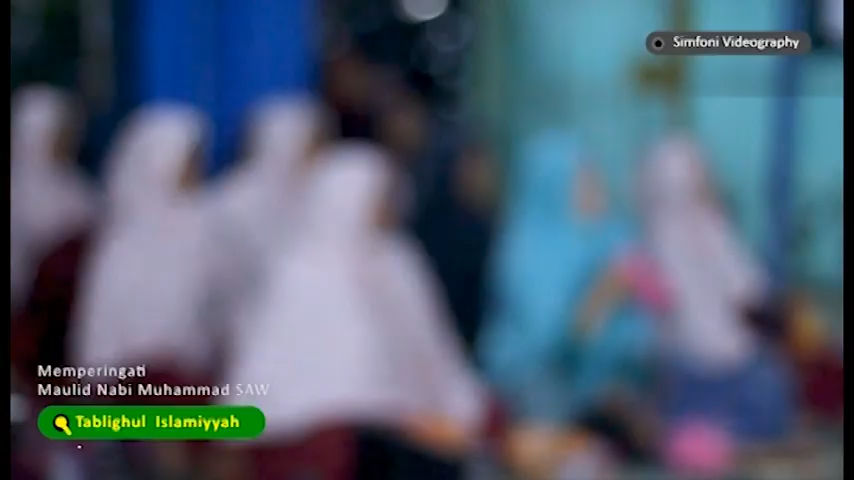 Simfoni Videography
Memperingati
Maulid Nabi Muhammad SAW
Tablighul Islamiyyah